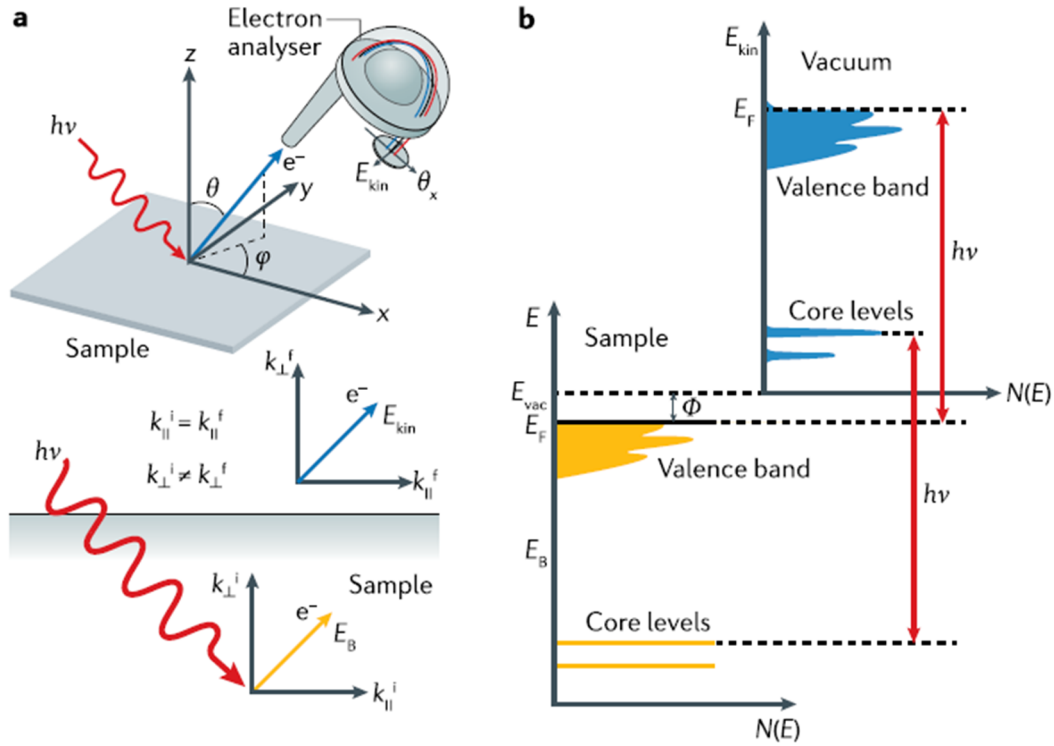 a
Electron
analyser
z
hν
θ
e⁻
y
E_kin
θ_x
φ
x
Sample
k_⊥^f
e⁻
E_kin
k_||^i = k_||^f
k_⊥^i ≠ k_⊥^f
k_||^f
hν
k_⊥^i
Sample
e⁻
E_B
k_||^i
b
E_kin
Vacuum
E_F
Valence band
hν
Core levels
E
Sample
N(E)
E_vac
Φ
E_F
Valence band
hν
E_B
Core levels
N(E)